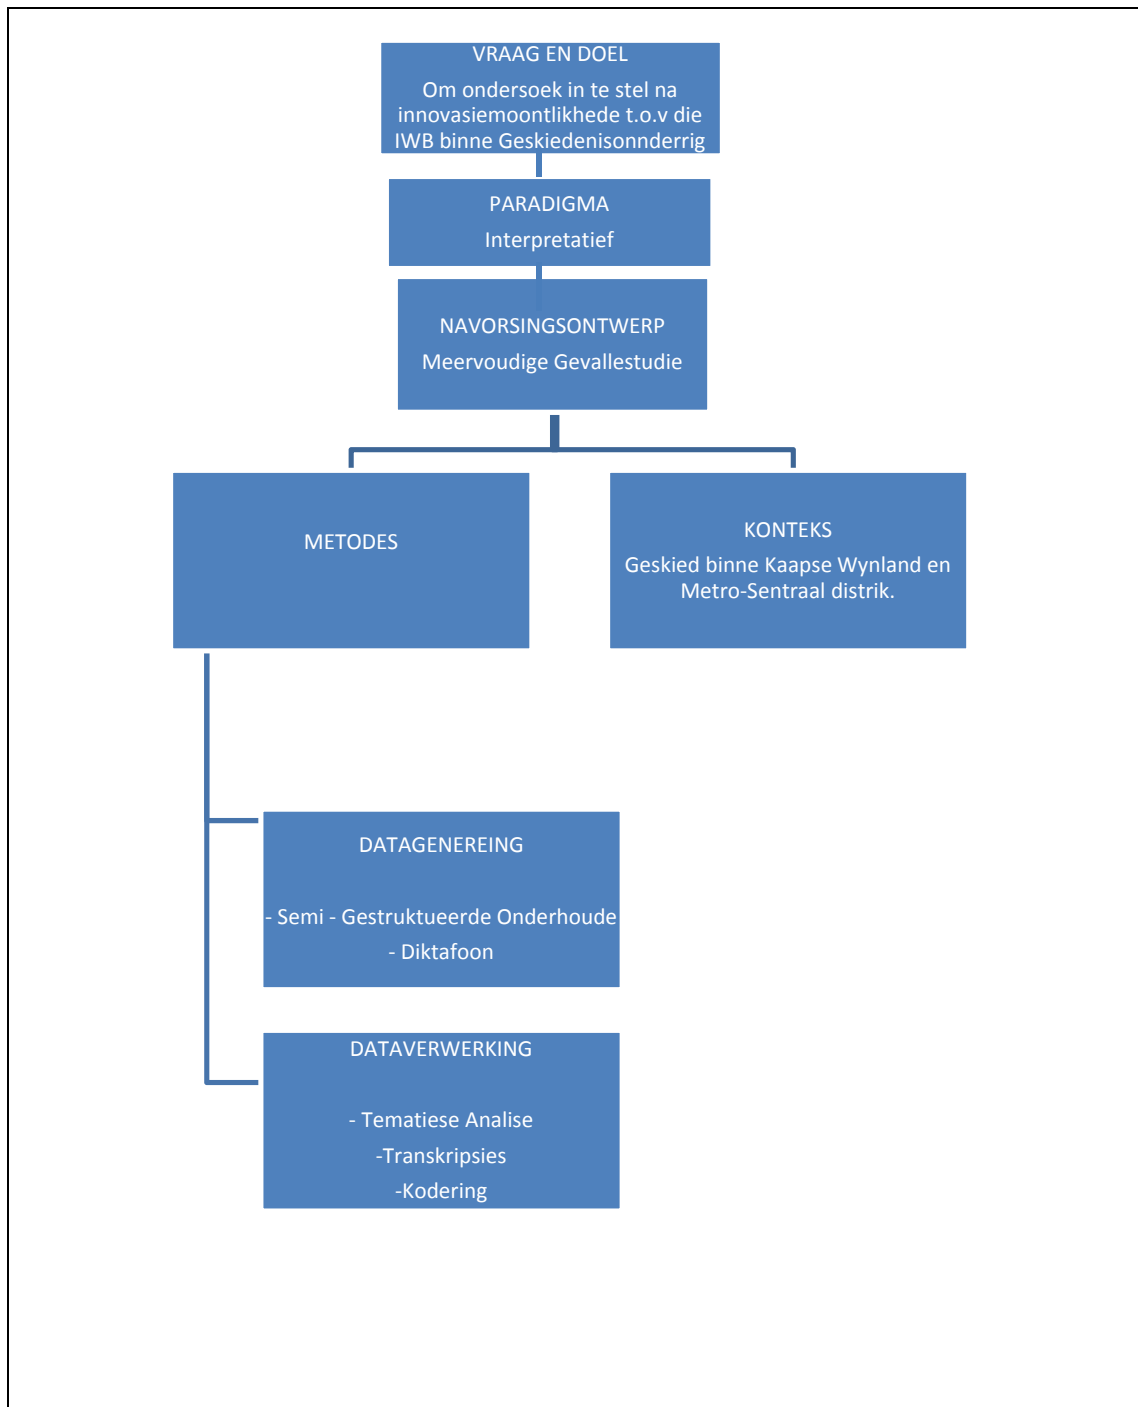 VRAAG EN DOEL
Om ondersoek in te stel na
innovasiemoontlikhede t.o.v die
IWB binne Geskiedenisonnderrig
PARADIGMA
Interpretatief
NAVORSINGSONTWERP
Meervoudige Gevallestudie
METODES
KONTEKS
Geskied binne Kaapse Wynland en
Metro-Sentraal distrik.
DATAGENEREING
- Semi - Gestruktueerde Onderhoude
- Diktafoon
DATAVERWERKING
- Tematiese Analise
-Transkripsies
-Kodering